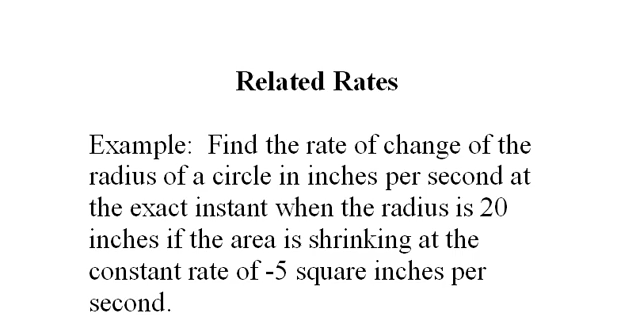 Related Rates
Example:  Find the rate of change of the
radius of a circle in inches per second at
the exact instant when the radius is 20
inches if the area is shrinking at the
constant rate of -5 square inches per
second.